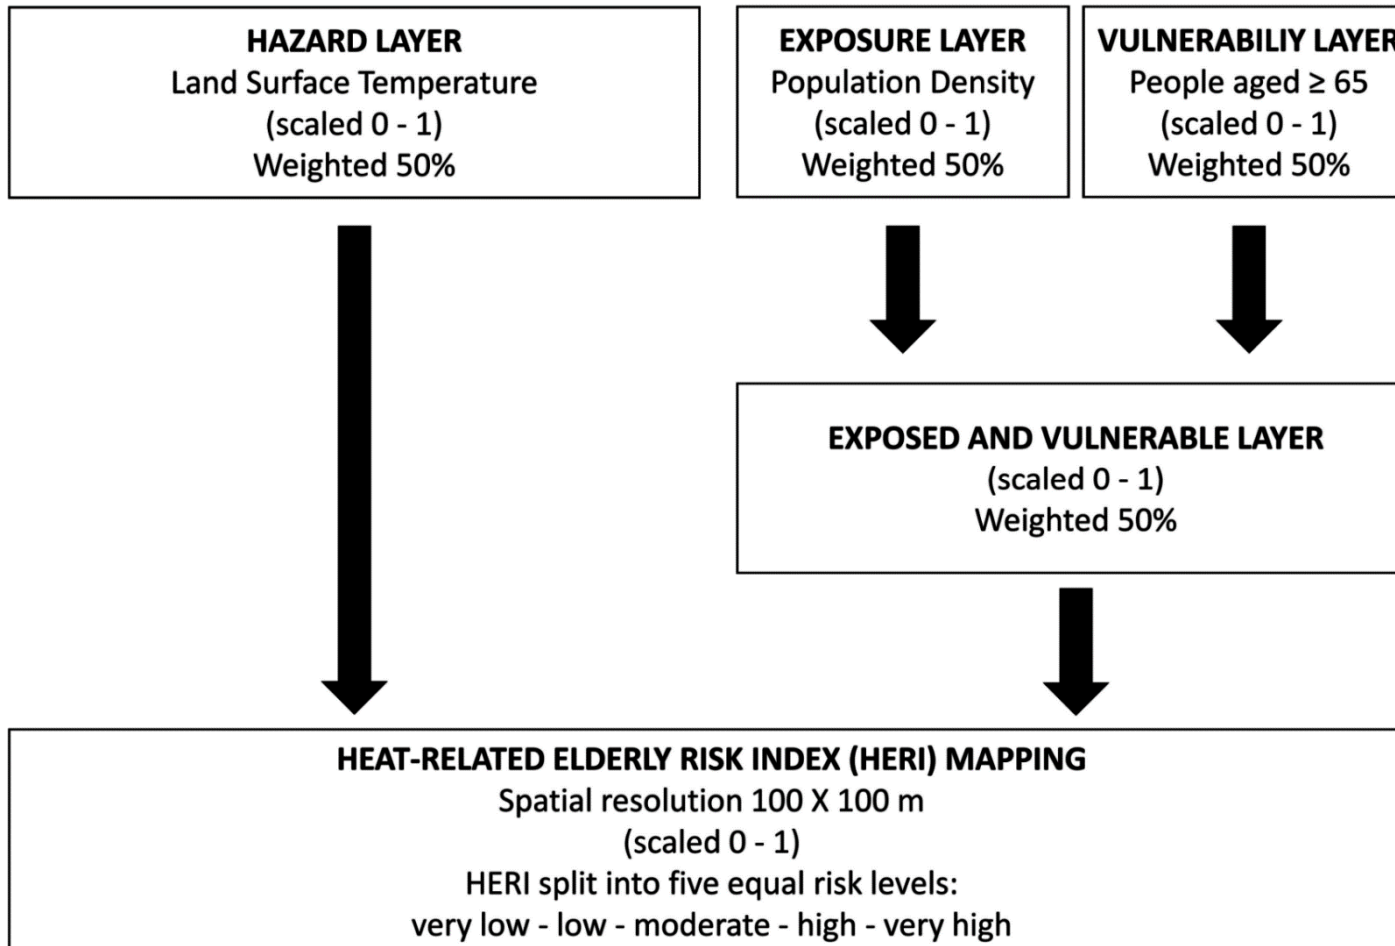 HAZARD LAYER
Land Surface Temperature
(scaled 0 - 1)
Weighted 50%
EXPOSURE LAYER
Population Density
(scaled 0 - 1)
Weighted 50%
VULNERABILIY LAYER
People aged ≥ 65
(scaled 0 - 1)
Weighted 50%
EXPOSED AND VULNERABLE LAYER
(scaled 0 - 1)
Weighted 50%
HEAT-RELATED ELDERLY RISK INDEX (HERI) MAPPING
Spatial resolution 100 X 100 m
(scaled 0 - 1)
HERI split into five equal risk levels:
very low - low - moderate - high - very high